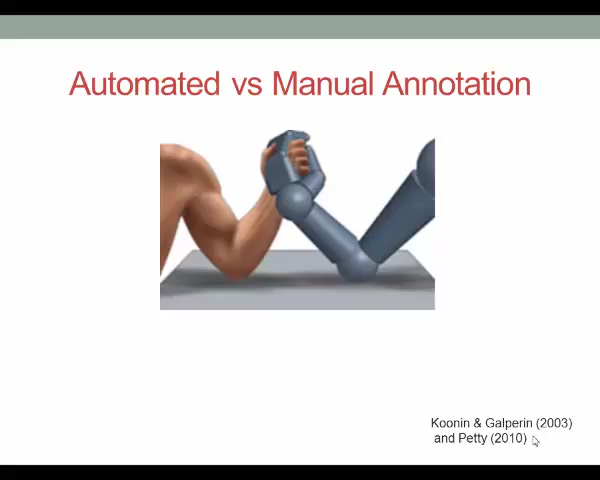 Automated vs Manual Annotation
Koonin & Galperin (2003)
and Petty (2010)